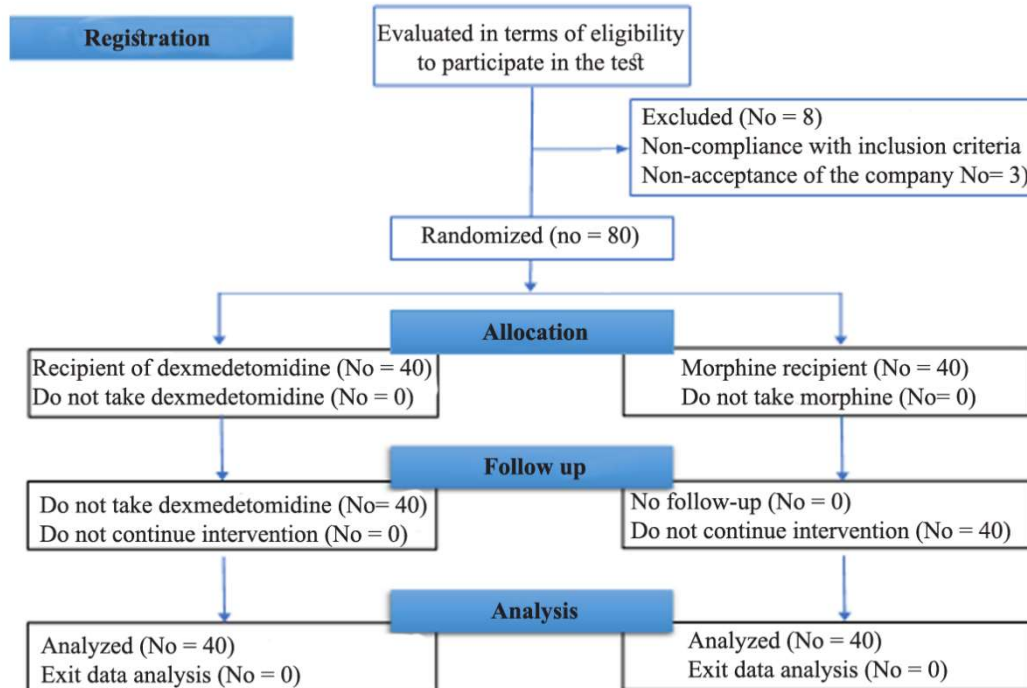 Registration
Evaluated in terms of eligibility
to participate in the test
Excluded (No = 8)
Non-compliance with inclusion criteria
Non-acceptance of the company No= 3)
Randomized (no = 80)
Allocation
Recipient of dexmedetomidine (No = 40)
Do not take dexmedetomidine (No = 0)
Morphine recipient (No = 40)
Do not take morphine (No= 0)
Follow up
Do not take dexmedetomidine (No= 40)
Do not continue intervention (No = 0)
No follow-up (No = 0)
Do not continue intervention (No = 40)
Analysis
Analyzed (No = 40)
Exit data analysis (No = 0)
Analyzed (No = 40)
Exit data analysis (No = 0)